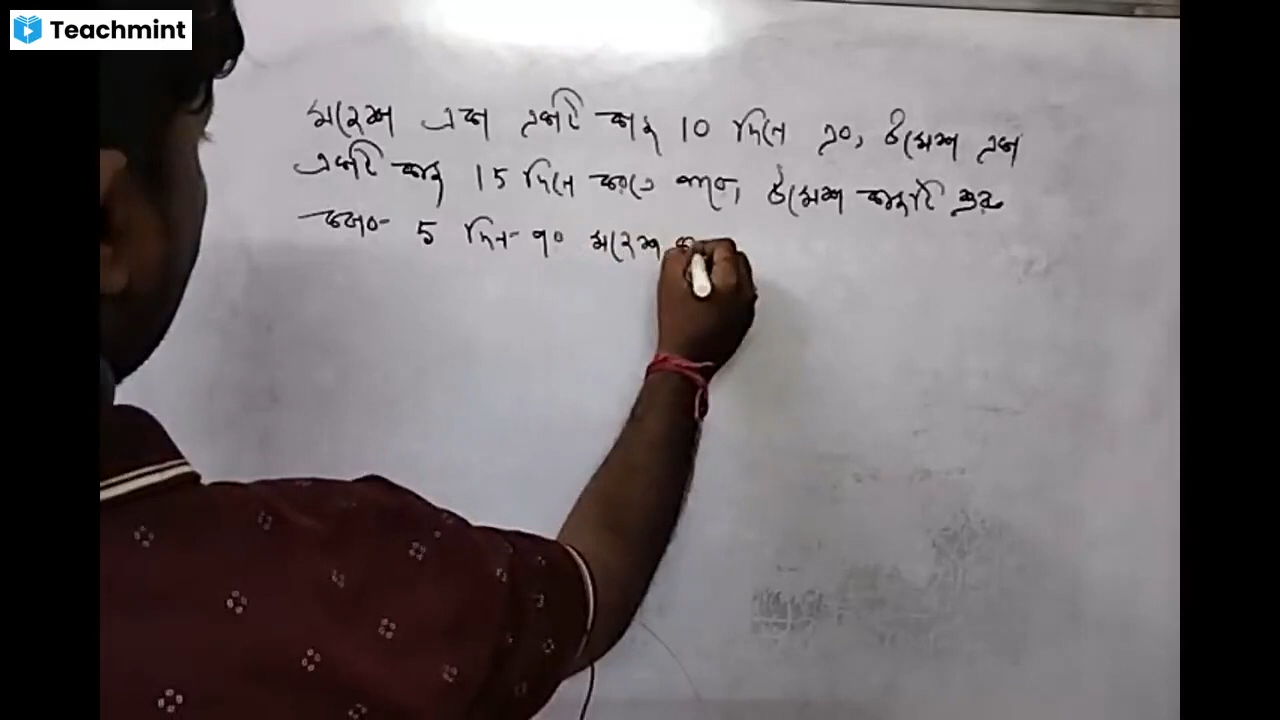 Teachmint
মহেশ একা একটি কাজ 10 দিনে করে, উমেশ একা
একটি কাজ 15 দিনে করতে পারে, উমেশ কাজটি শুরু
করার 5 দিন পর মহেশ